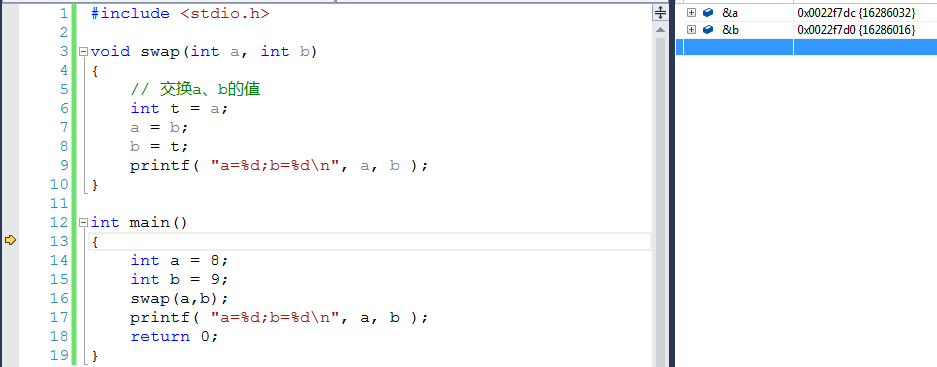 1 #include <stdio.h>
2
3 void swap(int a, int b)
4 {
5 // 交换a、b的值
6 int t = a;
7 a = b;
8 b = t;
9 printf( "a=%d;b=%d\n", a, b );
10 }
11
12 int main()
13 {
14 int a = 8;
15 int b = 9;
16 swap(a,b);
17 printf( "a=%d;b=%d\n", a, b );
18 return 0;
19 }
&a 0x0022f7dc {16286032}
&b 0x0022f7d0 {16286016}